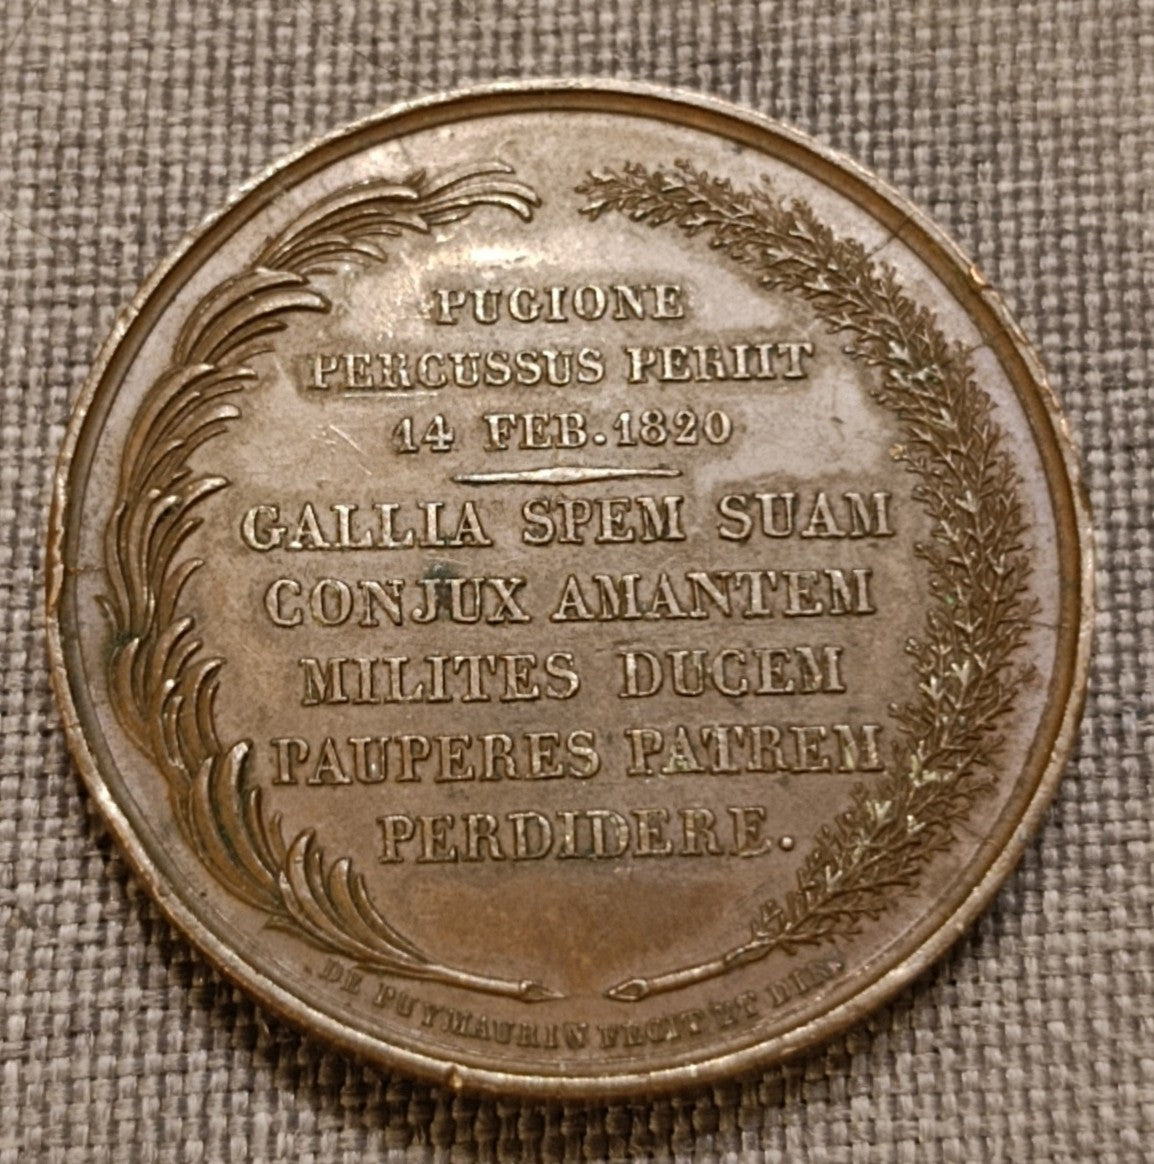 PUGIONE
PERCUSSUS PERIIT
14 FEB. 1820
GALLIA SPEM SUAM
CONJUX AMANTEM
MILITES DUCEM
PAUPERES PATREM
PERDIDERE.
DE PUYMAURIN FECIT ET DIR.